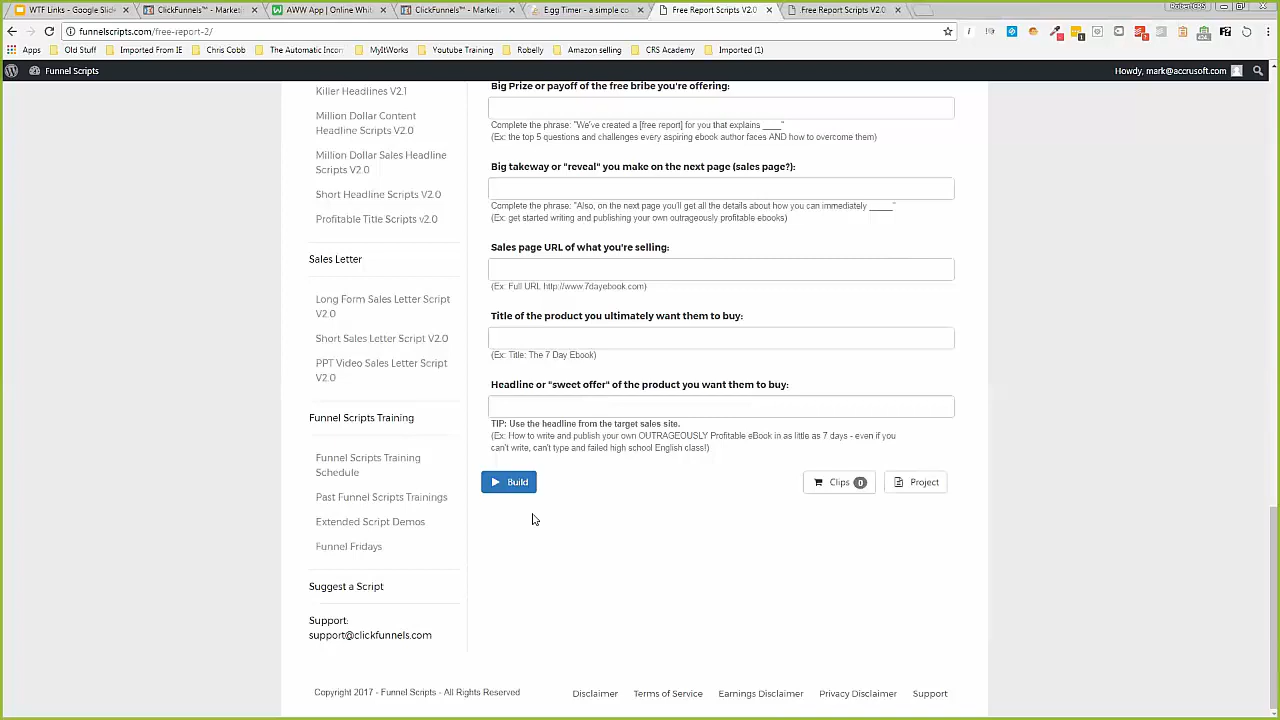 WTF Links - Google Slide
ClickFunnels™ - Market
AWW App | Online Whit
ClickFunnels™ - Market
Egg Timer - a simple co
Free Report Scripts V2.0
Free Report Scripts V2.0
funnelscripts.com/free-report-2/
Apps
Old Stuff
Imported From IE
Chris Cobb
The Automatic Incon
MyItWorks
Youtube Training
Robelly
Amazon selling
CRS Academy
Imported (1)
Funnel Scripts
Howdy, mark@accrusoft.com
Killer Headlines V2.1
Million Dollar Content
Headline Scripts V2.0
Million Dollar Sales Headline
Scripts V2.0
Short Headline Scripts V2.0
Profitable Title Scripts v2.0
Sales Letter
Long Form Sales Letter Script
V2.0
Short Sales Letter Script V2.0
PPT Video Sales Letter Script
V2.0
Funnel Scripts Training
Funnel Scripts Training
Schedule
Past Funnel Scripts Trainings
Extended Script Demos
Funnel Fridays
Suggest a Script
Support:
support@clickfunnels.com
Big Prize or payoff of the free bribe you're offering:
Complete the phrase: "We've created a [free report] for you that explains ____"
(Ex: the top 5 questions and challenges every aspiring ebook author faces AND how to overcome them)
Big takeway or "reveal" you make on the next page (sales page?):
Complete the phrase: "Also, on the next page you'll get all the details about how you can immediately _____"
(Ex: get started writing and publishing your own outrageously profitable ebooks)
Sales page URL of what you're selling:
(Ex: Full URL http://www.7dayebook.com)
Title of the product you ultimately want them to buy:
(Ex: Title: The 7 Day Ebook)
Headline or "sweet offer" of the product you want them to buy:
TIP: Use the headline from the target sales site.
(Ex: How to write and publish your own OUTRAGEOUSLY Profitable eBook in as little as 7 days - even if you
can't write, can't type and failed high school English class!)
Build
Clips 0
Project
Copyright 2017 - Funnel Scripts - All Rights Reserved
Disclaimer
Terms of Service
Earnings Disclaimer
Privacy Disclaimer
Support